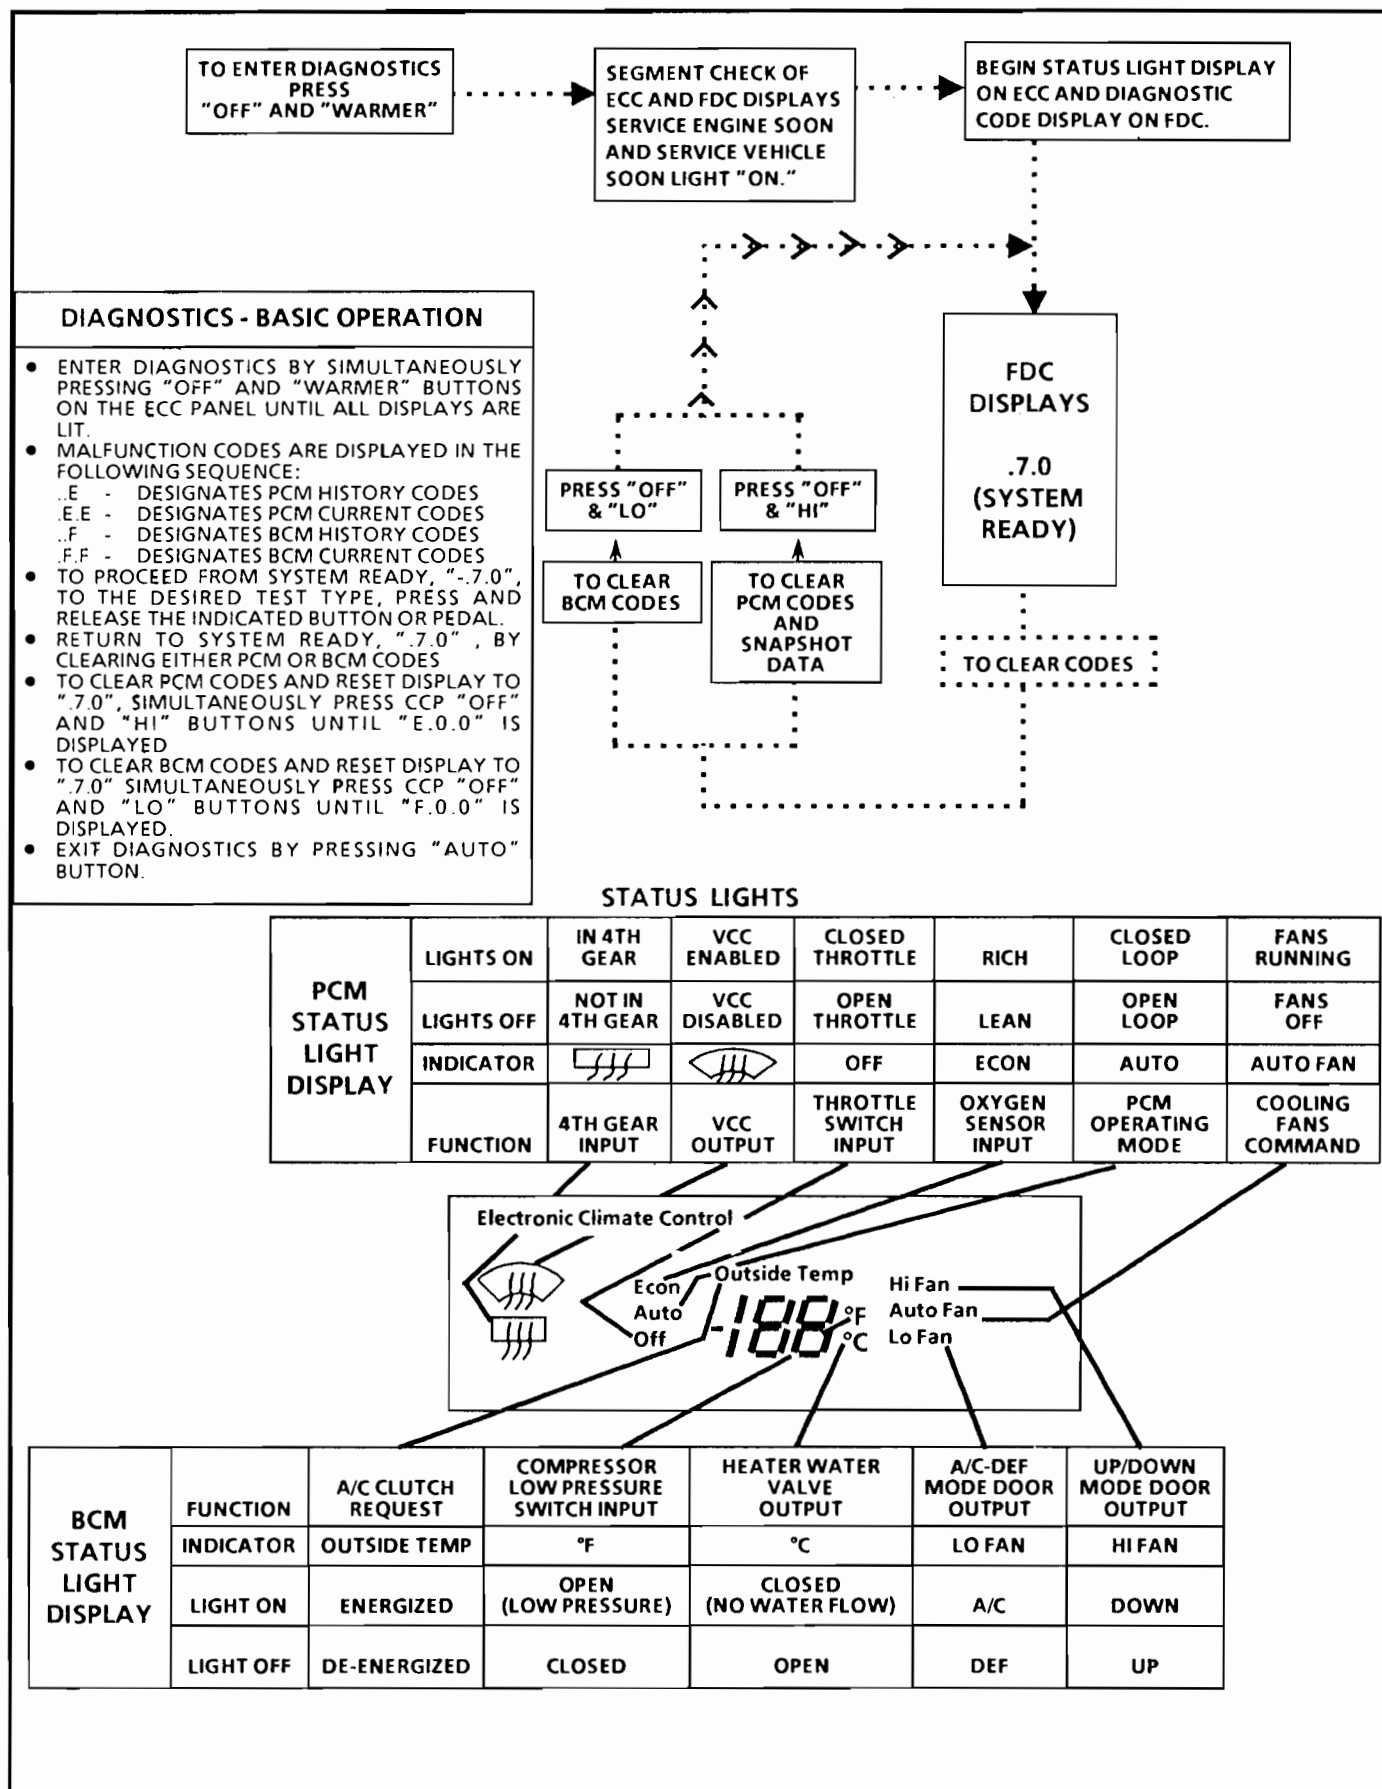 TO ENTER DIAGNOSTICS
PRESS
"OFF" AND "WARMER"
SEGMENT CHECK OF
ECC AND FDC DISPLAYS
SERVICE ENGINE SOON
AND SERVICE VEHICLE
SOON LIGHT "ON."
BEGIN STATUS LIGHT DISPLAY
ON ECC AND DIAGNOSTIC
CODE DISPLAY ON FDC.
DIAGNOSTICS - BASIC OPERATION
● ENTER DIAGNOSTICS BY SIMULTANEOUSLY
PRESSING "OFF" AND "WARMER" BUTTONS
ON THE ECC PANEL UNTIL ALL DISPLAYS ARE
LIT.
● MALFUNCTION CODES ARE DISPLAYED IN THE
FOLLOWING SEQUENCE:
..E - DESIGNATES PCM HISTORY CODES
.E.E - DESIGNATES PCM CURRENT CODES
..F - DESIGNATES BCM HISTORY CODES
.F.F - DESIGNATES BCM CURRENT CODES
● TO PROCEED FROM SYSTEM READY, "-.7.0",
TO THE DESIRED TEST TYPE, PRESS AND
RELEASE THE INDICATED BUTTON OR PEDAL.
● RETURN TO SYSTEM READY, ".7.0" , BY
CLEARING EITHER PCM OR BCM CODES
● TO CLEAR PCM CODES AND RESET DISPLAY TO
".7.0", SIMULTANEOUSLY PRESS CCP "OFF"
AND "HI" BUTTONS UNTIL "E.0.0" IS
DISPLAYED
● TO CLEAR BCM CODES AND RESET DISPLAY TO
".7.0" SIMULTANEOUSLY PRESS CCP "OFF"
AND "LO" BUTTONS UNTIL "F.0.0" IS
DISPLAYED.
● EXIT DIAGNOSTICS BY PRESSING "AUTO"
BUTTON.
PRESS "OFF"
& "LO"
PRESS "OFF"
& "HI"
TO CLEAR
BCM CODES
TO CLEAR
PCM CODES
AND
SNAPSHOT
DATA
FDC
DISPLAYS
.7.0
(SYSTEM
READY)
TO CLEAR CODES
STATUS LIGHTS
PCM
STATUS
LIGHT
DISPLAY
LIGHTS ON
IN 4TH
GEAR
VCC
ENABLED
CLOSED
THROTTLE
RICH
CLOSED
LOOP
FANS
RUNNING
LIGHTS OFF
NOT IN
4TH GEAR
VCC
DISABLED
OPEN
THROTTLE
LEAN
OPEN
LOOP
FANS
OFF
INDICATOR
OFF
ECON
AUTO
AUTO FAN
FUNCTION
4TH GEAR
INPUT
VCC
OUTPUT
THROTTLE
SWITCH
INPUT
OXYGEN
SENSOR
INPUT
PCM
OPERATING
MODE
COOLING
FANS
COMMAND
Electronic Climate Control
Econ
Auto
Off
Outside Temp
-188
°F
°C
Hi Fan
Auto Fan
Lo Fan
BCM
STATUS
LIGHT
DISPLAY
FUNCTION
A/C CLUTCH
REQUEST
COMPRESSOR
LOW PRESSURE
SWITCH INPUT
HEATER WATER
VALVE
OUTPUT
A/C-DEF
MODE DOOR
OUTPUT
UP/DOWN
MODE DOOR
OUTPUT
INDICATOR
OUTSIDE TEMP
°F
°C
LO FAN
HI FAN
LIGHT ON
ENERGIZED
OPEN
(LOW PRESSURE)
CLOSED
(NO WATER FLOW)
A/C
DOWN
LIGHT OFF
DE-ENERGIZED
CLOSED
OPEN
DEF
UP